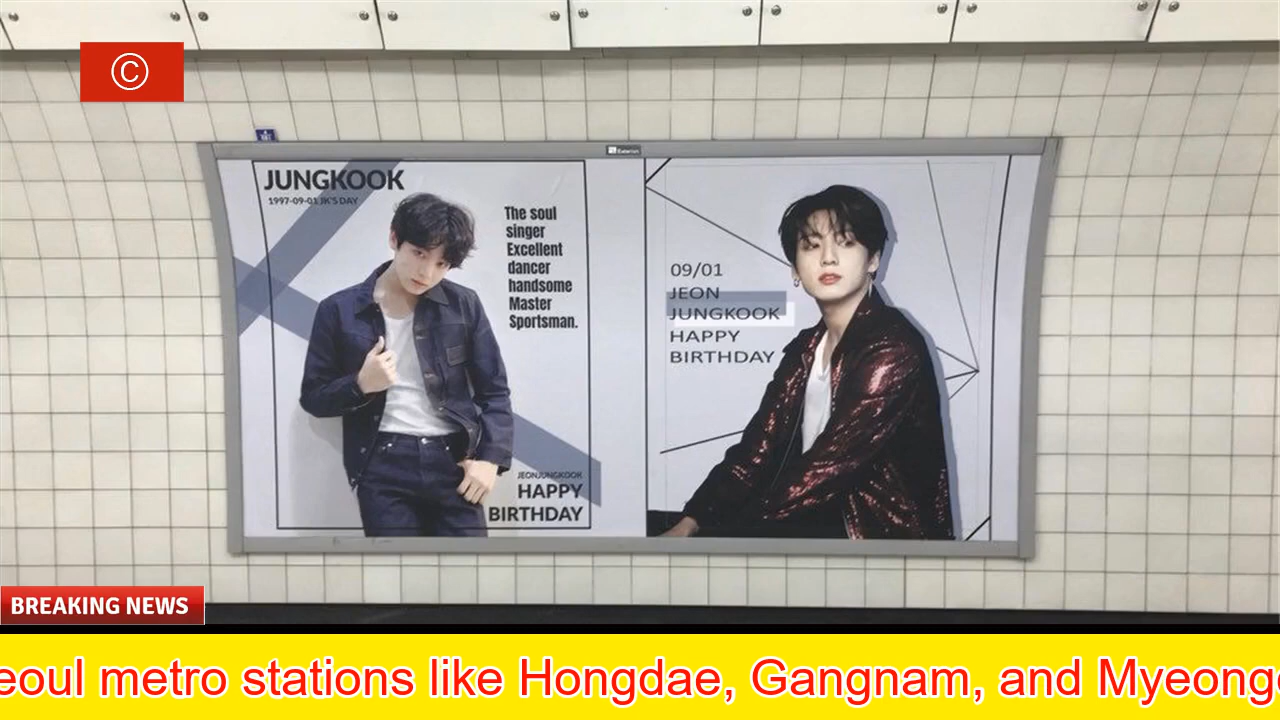 ©
JUNGKOOK
1997-09-01 JK'S DAY
The soul
singer
Excellent
dancer
handsome
Master
Sportsman.
JEONJUNGKOOK
HAPPY
BIRTHDAY
09/01
JEON
JUNGKOOK
HAPPY
BIRTHDAY
BREAKING NEWS
eoul metro stations like Hongdae, Gangnam, and Myeong